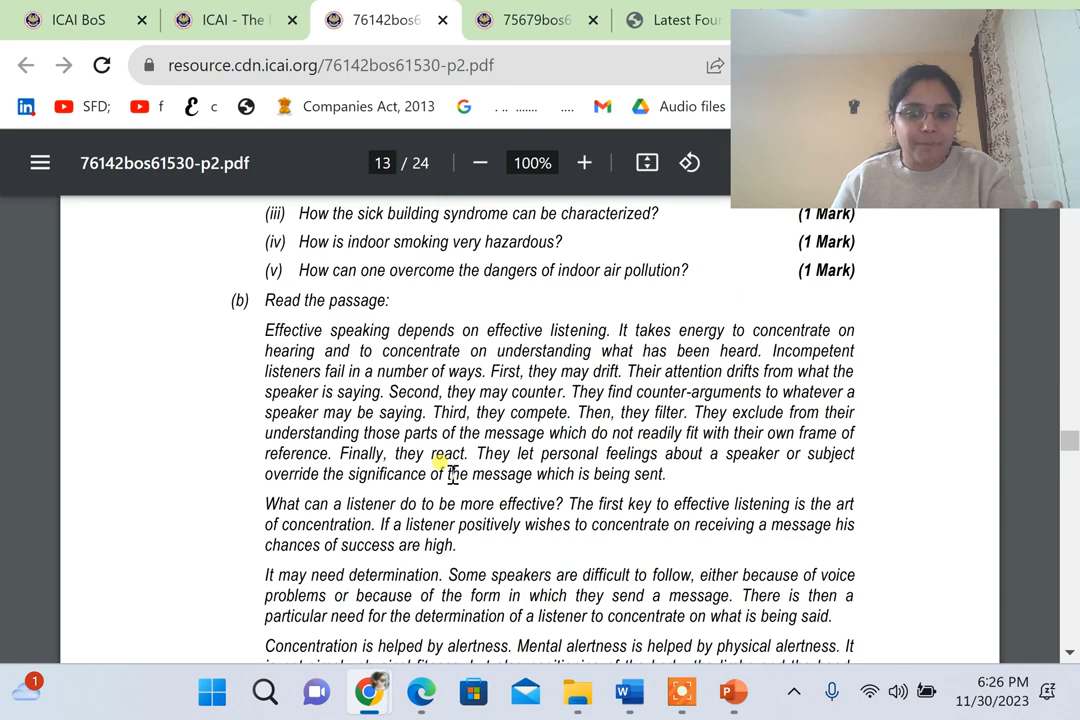 ICAI BoS
ICAI - The I
76142bos6
75679bos6
Latest Four
resource.cdn.icai.org/76142bos61530-p2.pdf
SFD;
f
c
Companies Act, 2013
. .. ....... ....
Audio files
76142bos61530-p2.pdf
13 / 24
100%
(iii) How the sick building syndrome can be characterized? (1 Mark)
(iv) How is indoor smoking very hazardous? (1 Mark)
(v) How can one overcome the dangers of indoor air pollution? (1 Mark)
(b) Read the passage:
Effective speaking depends on effective listening. It takes energy to concentrate on
hearing and to concentrate on understanding what has been heard. Incompetent
listeners fail in a number of ways. First, they may drift. Their attention drifts from what the
speaker is saying. Second, they may counter. They find counter-arguments to whatever a
speaker may be saying. Third, they compete. Then, they filter. They exclude from their
understanding those parts of the message which do not readily fit with their own frame of
reference. Finally, they react. They let personal feelings about a speaker or subject
override the significance of the message which is being sent.
What can a listener do to be more effective? The first key to effective listening is the art
of concentration. If a listener positively wishes to concentrate on receiving a message his
chances of success are high.
It may need determination. Some speakers are difficult to follow, either because of voice
problems or because of the form in which they send a message. There is then a
particular need for the determination of a listener to concentrate on what is being said.
Concentration is helped by alertness. Mental alertness is helped by physical alertness. It
1
6:26 PM
11/30/2023